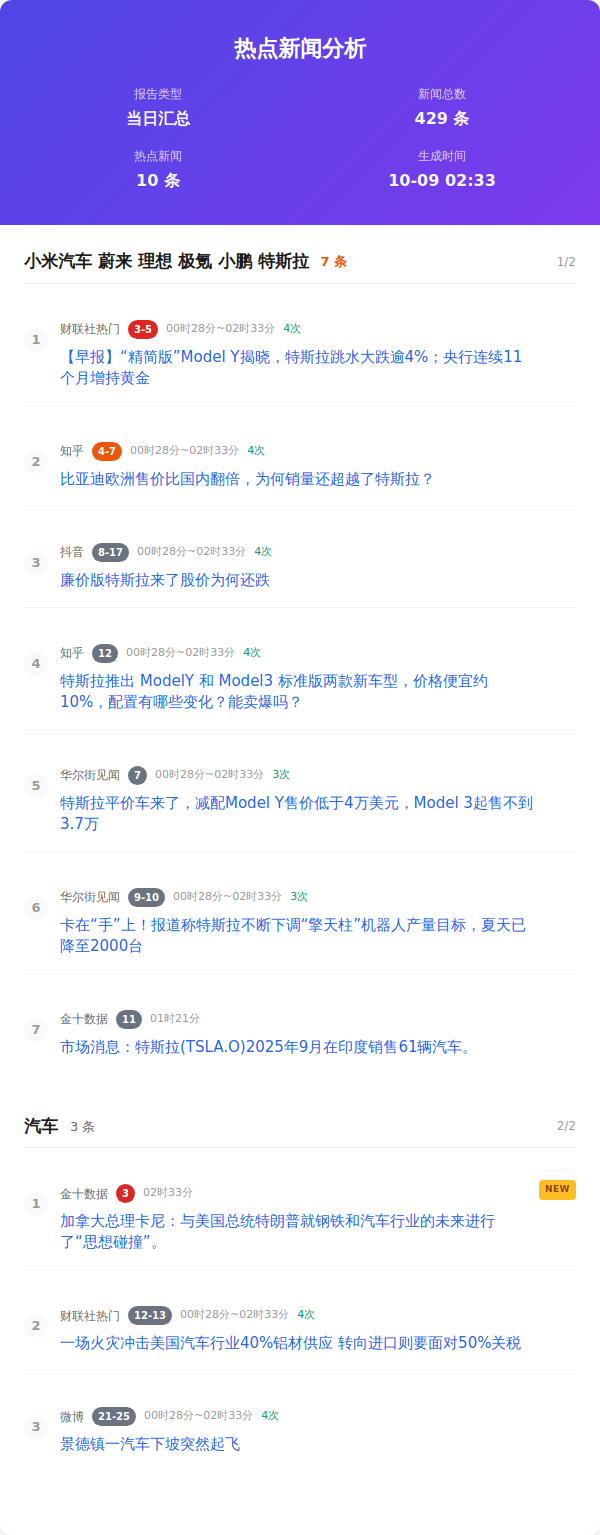 热点新闻分析
报告类型
新闻总数
当日汇总
429 条
热点新闻
生成时间
10 条
10-09 02:33
小米汽车 蔚来 理想 极氪 小鹏 特斯拉 7 条 1/2
1
财联社热门 3-5 00时28分~02时33分 4次
【早报】“精简版”Model Y揭晓，特斯拉跳水大跌逾4%；央行连续11
个月增持黄金
2
知乎 4-7 00时28分~02时33分 4次
比亚迪欧洲售价比国内翻倍，为何销量还超越了特斯拉？
3
抖音 8-17 00时28分~02时33分 4次
廉价版特斯拉来了股价为何还跌
4
知乎 12 00时28分~02时33分 4次
特斯拉推出 ModelY 和 Model3 标准版两款新车型，价格便宜约
10%，配置有哪些变化？能卖爆吗？
5
华尔街见闻 7 00时28分~02时33分 3次
特斯拉平价车来了，减配Model Y售价低于4万美元，Model 3起售不到
3.7万
6
华尔街见闻 9-10 00时28分~02时33分 3次
卡在“手”上！报道称特斯拉不断下调“擎天柱”机器人产量目标，夏天已
降至2000台
7
金十数据 11 01时21分
市场消息：特斯拉(TSLA.O)2025年9月在印度销售61辆汽车。
汽车 3 条 2/2
1
金十数据 3 02时33分 NEW
加拿大总理卡尼：与美国总统特朗普就钢铁和汽车行业的未来进行
了“思想碰撞”。
2
财联社热门 12-13 00时28分~02时33分 4次
一场火灾冲击美国汽车行业40%铝材供应 转向进口则要面对50%关税
3
微博 21-25 00时28分~02时33分 4次
景德镇一汽车下坡突然起飞